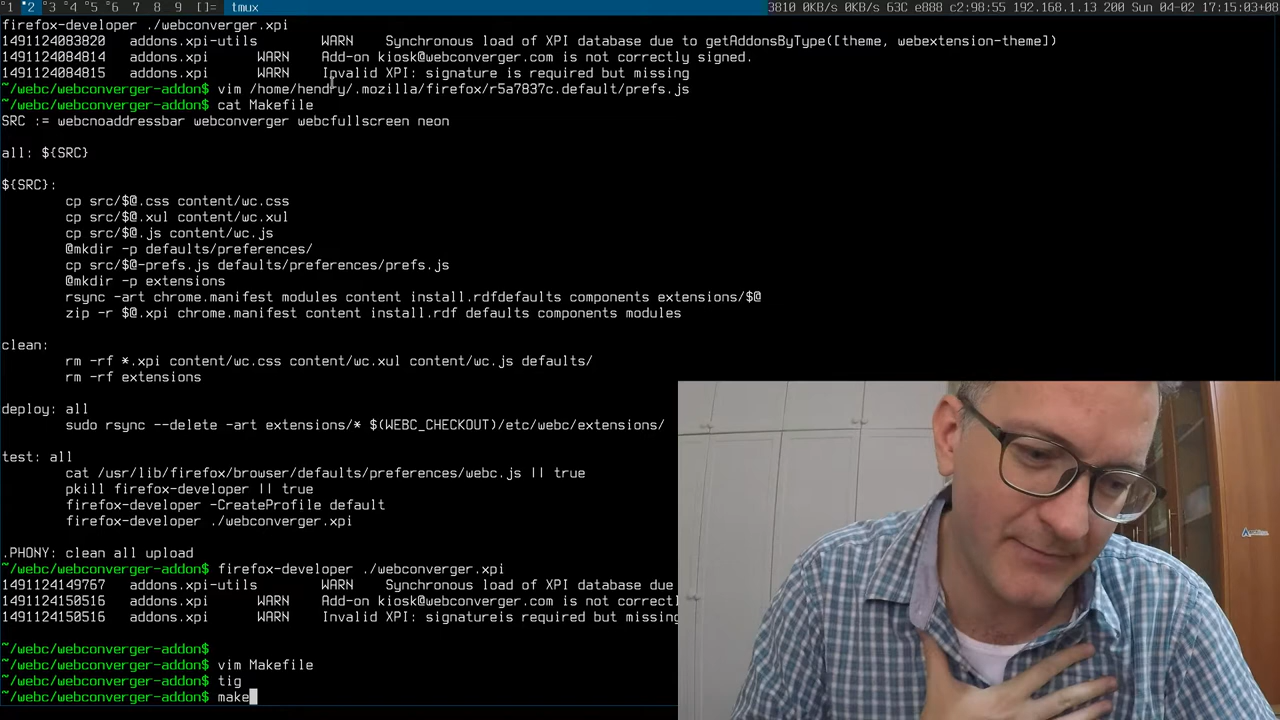 1 2 3 4 5 6 7 8 9 []= tmux 3810 0KB/s 0KB/s 63C e888 c2:98:55 192.168.1.13 200 Sun 04-02 17:15:03+08
firefox-developer ./webconverger.xpi
1491124083820 addons.xpi-utils WARN Synchronous load of XPI database due to getAddonsByType([theme, webextension-theme])
1491124084814 addons.xpi WARN Add-on kiosk@webconverger.com is not correctly signed.
1491124084815 addons.xpi WARN Invalid XPI: signature is required but missing
~/webc/webconverger-addon$ vim /home/hendry/.mozilla/firefox/r5a7837c.default/prefs.js
~/webc/webconverger-addon$ cat Makefile
SRC := webcnoaddressbar webconverger webcfullscreen neon
all: ${SRC}
${SRC}:
cp src/$@.css content/wc.css
cp src/$@.xul content/wc.xul
cp src/$@.js content/wc.js
@mkdir -p defaults/preferences/
cp src/$@-prefs.js defaults/preferences/prefs.js
@mkdir -p extensions
rsync -art chrome.manifest modules content install.rdfdefaults components extensions/$@
zip -r $@.xpi chrome.manifest content install.rdf defaults components modules
clean:
rm -rf *.xpi content/wc.css content/wc.xul content/wc.js defaults/
rm -rf extensions
deploy: all
sudo rsync --delete -art extensions/* $(WEBC_CHECKOUT)/etc/webc/extensions/
test: all
cat /usr/lib/firefox/browser/defaults/preferences/webc.js || true
pkill firefox-developer || true
firefox-developer -CreateProfile default
firefox-developer ./webconverger.xpi
.PHONY: clean all upload
~/webc/webconverger-addon$ firefox-developer ./webconverger.xpi
1491124149767 addons.xpi-utils WARN Synchronous load of XPI database due
1491124150516 addons.xpi WARN Add-on kiosk@webconverger.com is not correctl
1491124150516 addons.xpi WARN Invalid XPI: signatureis required but missing
~/webc/webconverger-addon$
~/webc/webconverger-addon$ vim Makefile
~/webc/webconverger-addon$ tig
~/webc/webconverger-addon$ make